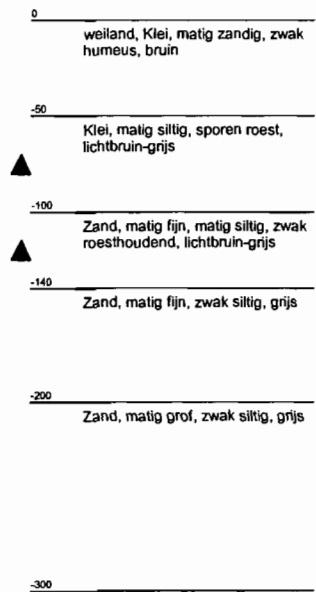 0
weiland, Klei, matig zandig, zwak
humeus, bruin
-50
Klei, matig siltig, sporen roest,
lichtbruin-grijs
-100
Zand, matig fijn, matig siltig, zwak
roesthoudend, lichtbruin-grijs
-140
Zand, matig fijn, zwak siltig, grijs
-200
Zand, matig grof, zwak siltig, grijs
-300